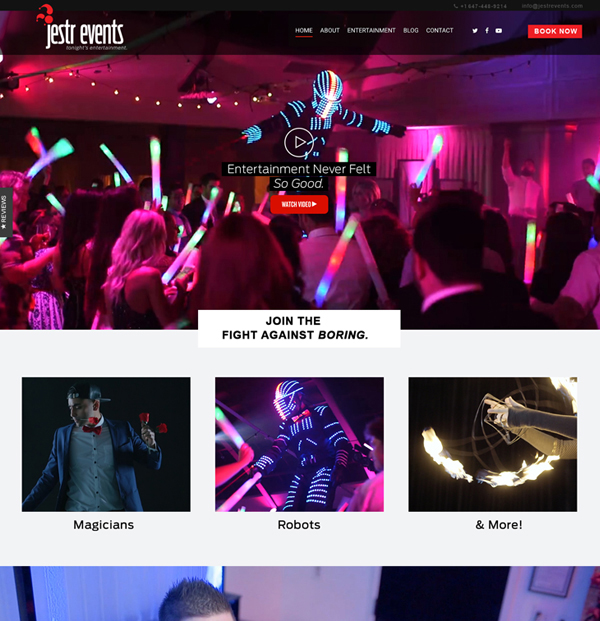 +1 647-448-8214 info@jestrevents.com
jestr events
tonight's entertainment.
HOME ABOUT ENTERTAINMENT BLOG CONTACT
BOOK NOW
Entertainment Never Felt
So Good.
WATCH VIDEO
★ REVIEWS
JOIN THE
FIGHT AGAINST BORING.
Magicians
Robots
& More!